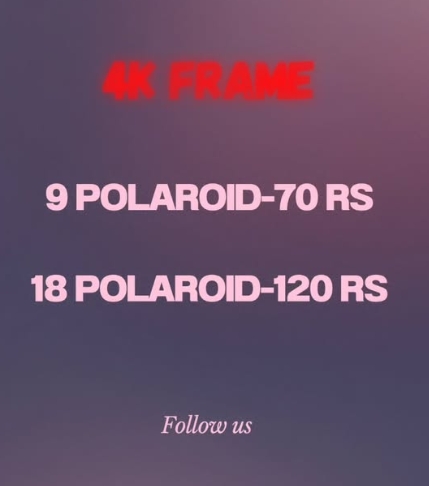 4K FRAME
9 POLAROID-70 RS
18 POLAROID-120 RS
Follow us